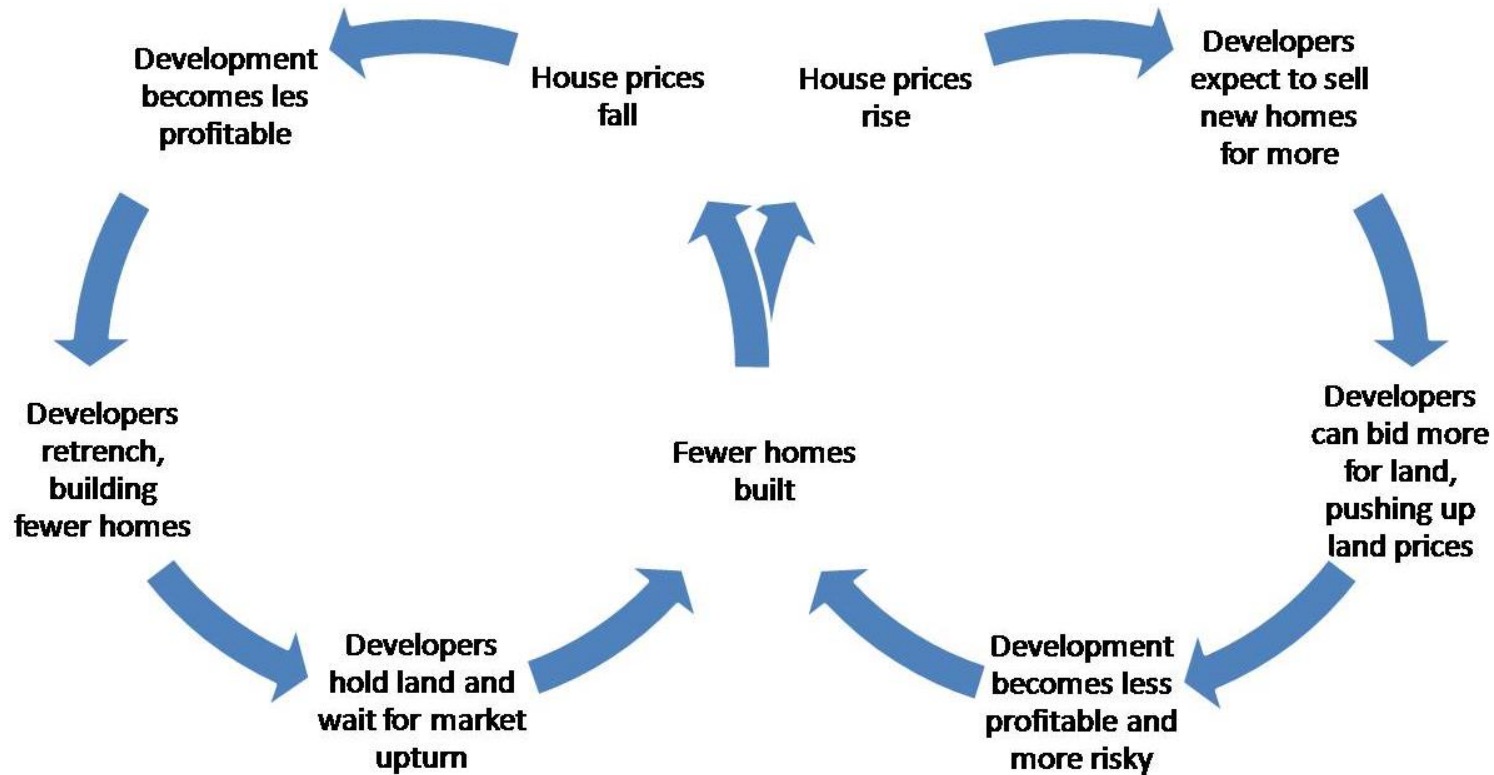 Development
becomes les
profitable
House prices
fall
House prices
rise
Developers
expect to sell
new homes
for more
Developers
retrench,
building
fewer homes
Fewer homes
built
Developers
can bid more
for land,
pushing up
land prices
Developers
hold land and
wait for market
upturn
Development
becomes less
profitable and
more risky